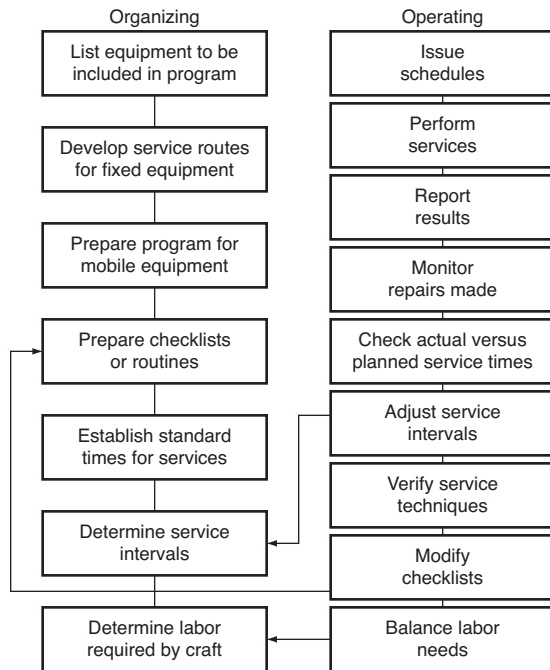 Organizing
List equipment to be
included in program
Develop service routes
for fixed equipment
Prepare program for
mobile equipment
Prepare checklists
or routines
Establish standard
times for services
Determine service
intervals
Determine labor
required by craft
Operating
Issue
schedules
Perform
services
Report
results
Monitor
repairs made
Check actual versus
planned service times
Adjust service
intervals
Verify service
techniques
Modify
checklists
Balance labor
needs